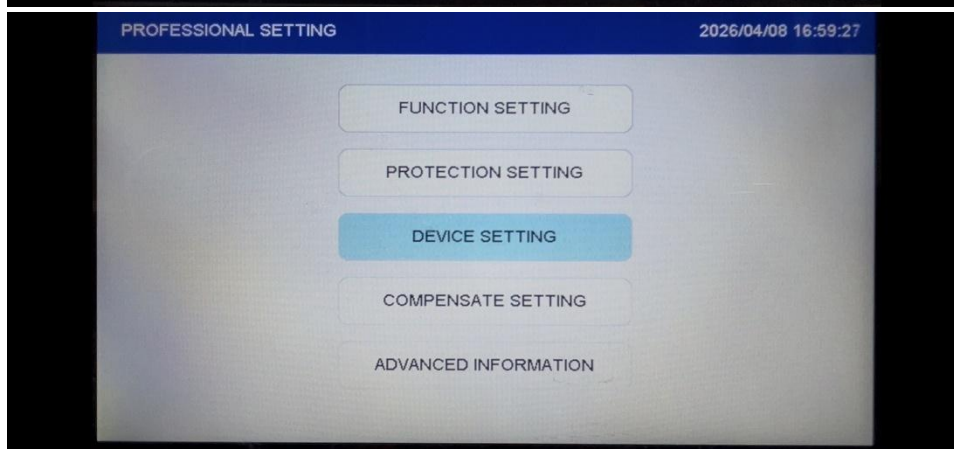 PROFESSIONAL SETTING 2026/04/08 16:59:27
FUNCTION SETTING
PROTECTION SETTING
DEVICE SETTING
COMPENSATE SETTING
ADVANCED INFORMATION